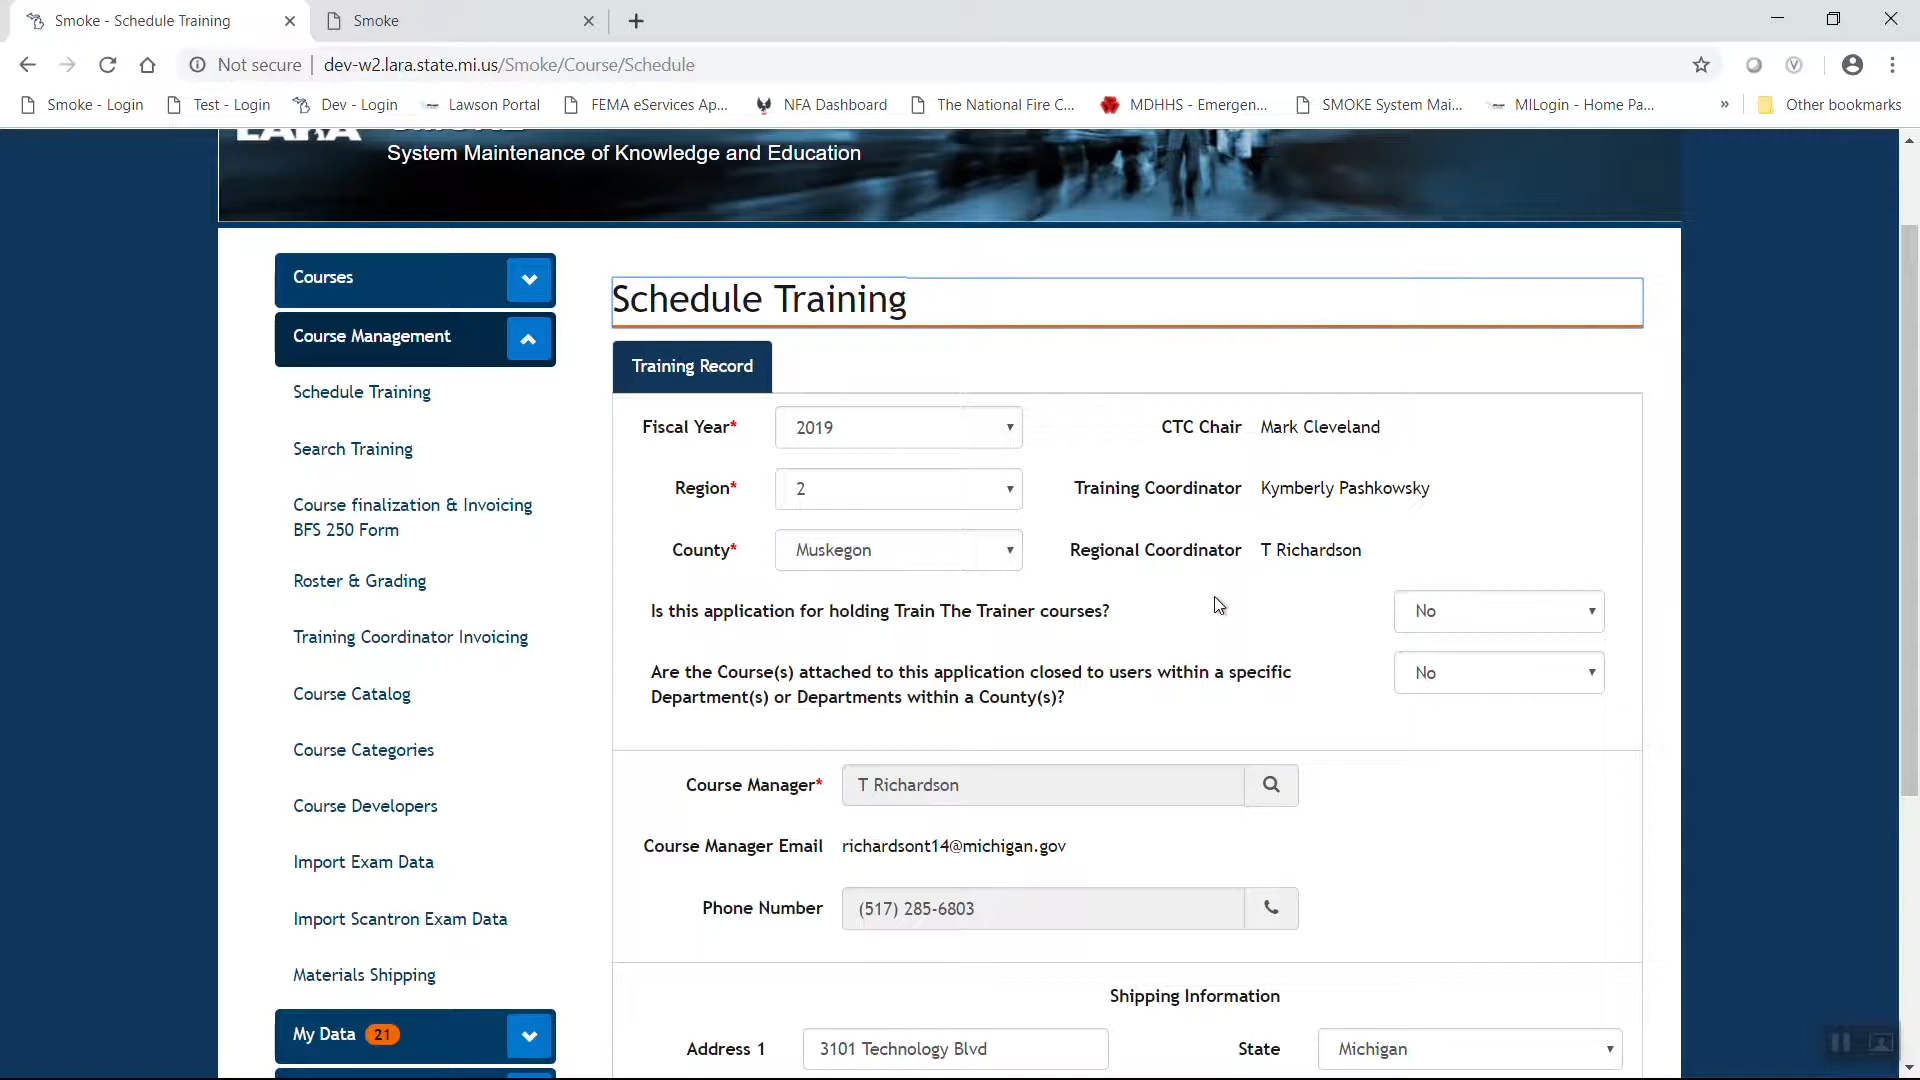 Smoke - Schedule Training
Smoke
Not secure
dev-w2.lara.state.mi.us/Smoke/Course/Schedule
Smoke - Login
Test - Login
Dev - Login
Lawson Portal
FEMA eServices Ap...
NFA Dashboard
The National Fire C...
MDHHS - Emergen...
SMOKE System Mai...
MILogin - Home Pa...
»
Other bookmarks
LARA
System Maintenance of Knowledge and Education
Courses
Course Management
Schedule Training
Search Training
Course finalization & Invoicing
BFS 250 Form
Roster & Grading
Training Coordinator Invoicing
Course Catalog
Course Categories
Course Developers
Import Exam Data
Import Scantron Exam Data
Materials Shipping
My Data 21
Schedule Training
Training Record
Fiscal Year* 2019 CTC Chair Mark Cleveland
Region* 2 Training Coordinator Kymberly Pashkowsky
County* Muskegon Regional Coordinator T Richardson
Is this application for holding Train The Trainer courses? No
Are the Course(s) attached to this application closed to users within a specific No
Department(s) or Departments within a County(s)?
Course Manager* T Richardson
Course Manager Email richardsont14@michigan.gov
Phone Number (517) 285-6803
Shipping Information
Address 1 3101 Technology Blvd State Michigan